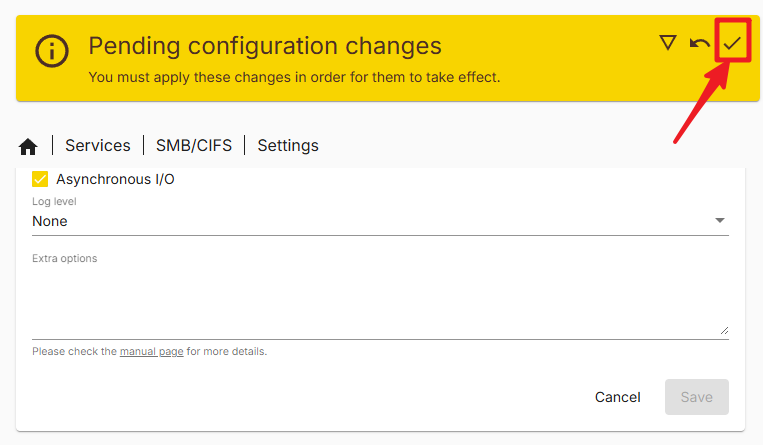 Pending configuration changes
You must apply these changes in order for them to take effect.
Services | SMB/CIFS | Settings
Asynchronous I/O
Log level
None
Extra options
Please check the manual page for more details.
Cancel Save